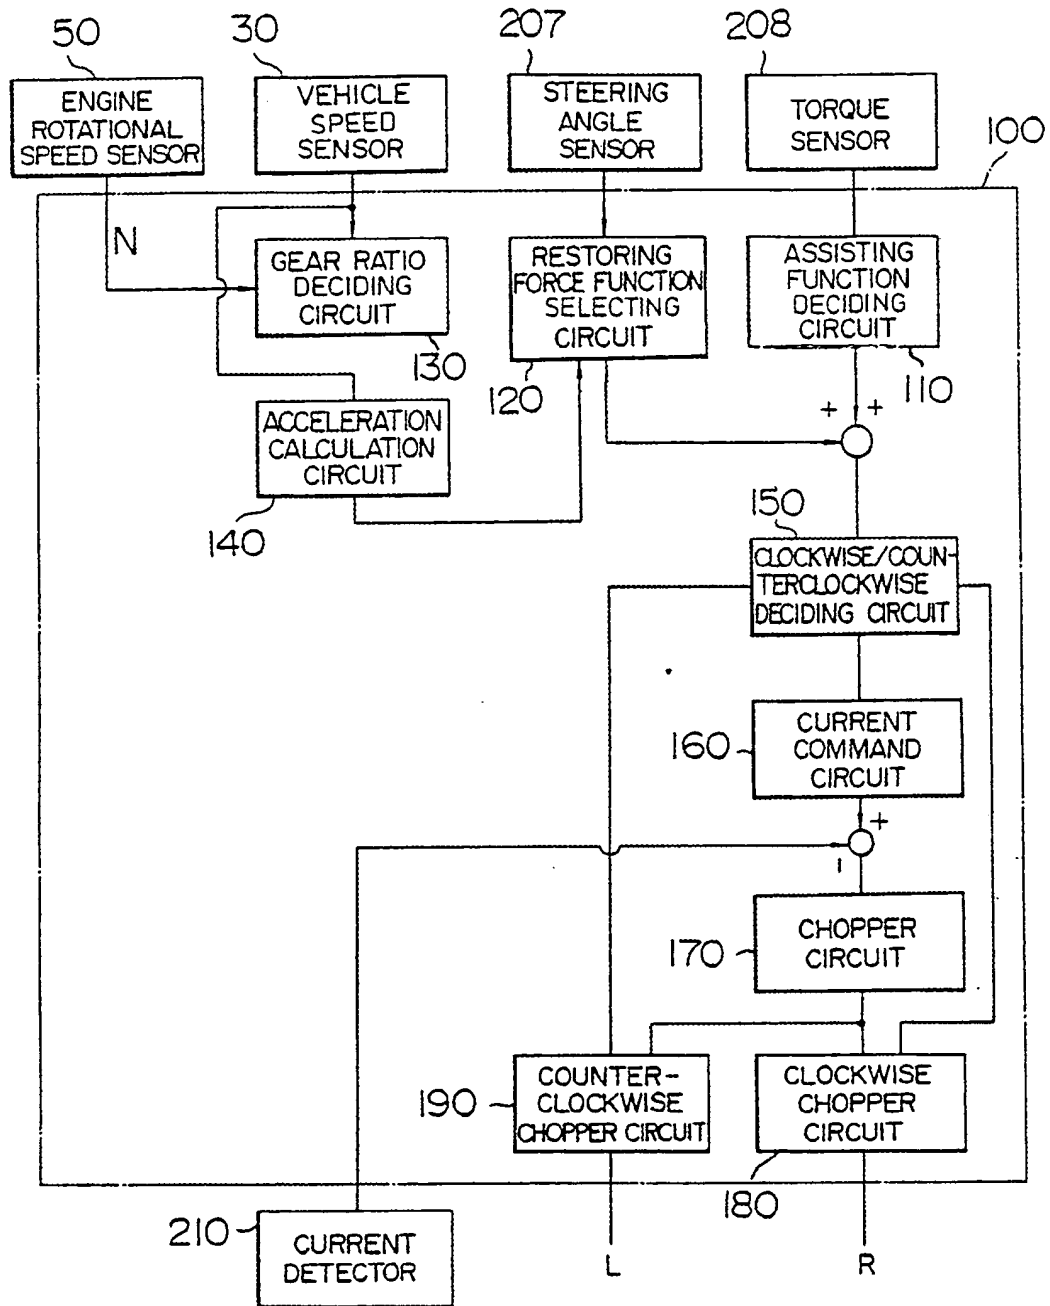 50
30
207
208
ENGINE
ROTATIONAL
SPEED SENSOR
VEHICLE
SPEED
SENSOR
STEERING
ANGLE
SENSOR
TORQUE
SENSOR
100
N
GEAR RATIO
DECIDING
CIRCUIT
130
RESTORING
FORCE FUNCTION
SELECTING
CIRCUIT
120
ASSISTING
FUNCTION
DECIDING
CIRCUIT
110
+ +
ACCELERATION
CALCULATION
CIRCUIT
140
150
CLOCKWISE/COUN-
TERCLOCKWISE
DECIDING CIRCUIT
160
CURRENT
COMMAND
CIRCUIT
+
-
170
CHOPPER
CIRCUIT
190
COUNTER-
CLOCKWISE
CHOPPER CIRCUIT
CLOCKWISE
CHOPPER
CIRCUIT
180
210
CURRENT
DETECTOR
L
R